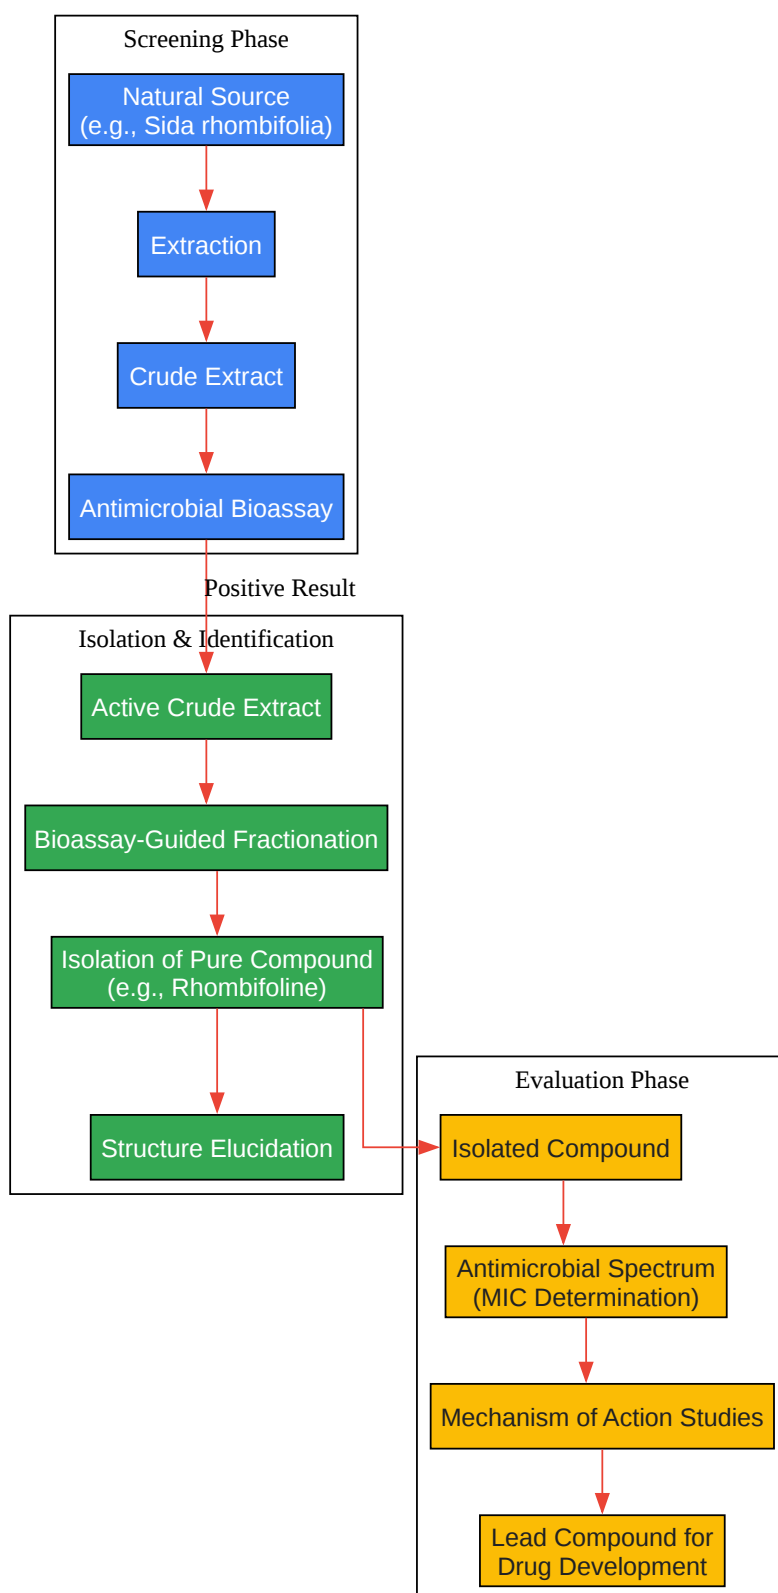 Screening Phase
Natural Source
(e.g., Sida rhombifolia)
Extraction
Crude Extract
Antimicrobial Bioassay
Positive Result
Isolation & Identification
Active Crude Extract
Bioassay-Guided Fractionation
Isolation of Pure Compound
(e.g., Rhombifoline)
Structure Elucidation
Evaluation Phase
Isolated Compound
Antimicrobial Spectrum
(MIC Determination)
Mechanism of Action Studies
Lead Compound for
Drug Development